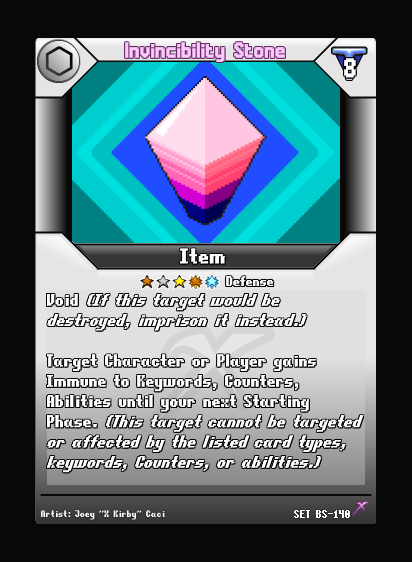 Invincibility Stone
8
Item
Defense
Void (If this target would be
destroyed, imprison it instead.)
Target Character or Player gains
Immune to Keywords, Counters,
Abilities until your next Starting
Phase. (This target cannot be targeted
or affected by the listed card types,
keywords, Counters, or abilities.)
Artist: Joey "X Kirby" Caci
SET BS-140